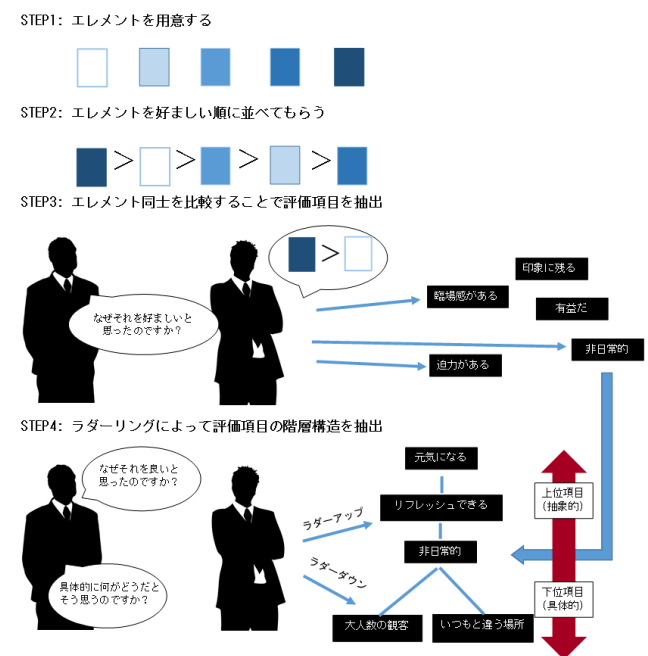 STEP1: エレメントを用意する
STEP2: エレメントを好ましい順に並べてもらう
＞
＞
＞
＞
STEP3: エレメント同士を比較することで評価項目を抽出
＞
なぜそれを好ましいと
思ったのですか？
印象に残る
臨場感がある
有益だ
非日常的
迫力がある
STEP4: ラダーリングによって評価項目の階層構造を抽出
なぜそれを良いと
思ったのですか？
具体的に何がどうだと
そう思うのですか？
ラダーアップ
ラダーダウン
元気になる
リフレッシュできる
非日常的
大人数の観客
いつもと違う場所
上位項目
(抽象的)
下位項目
(具体的)